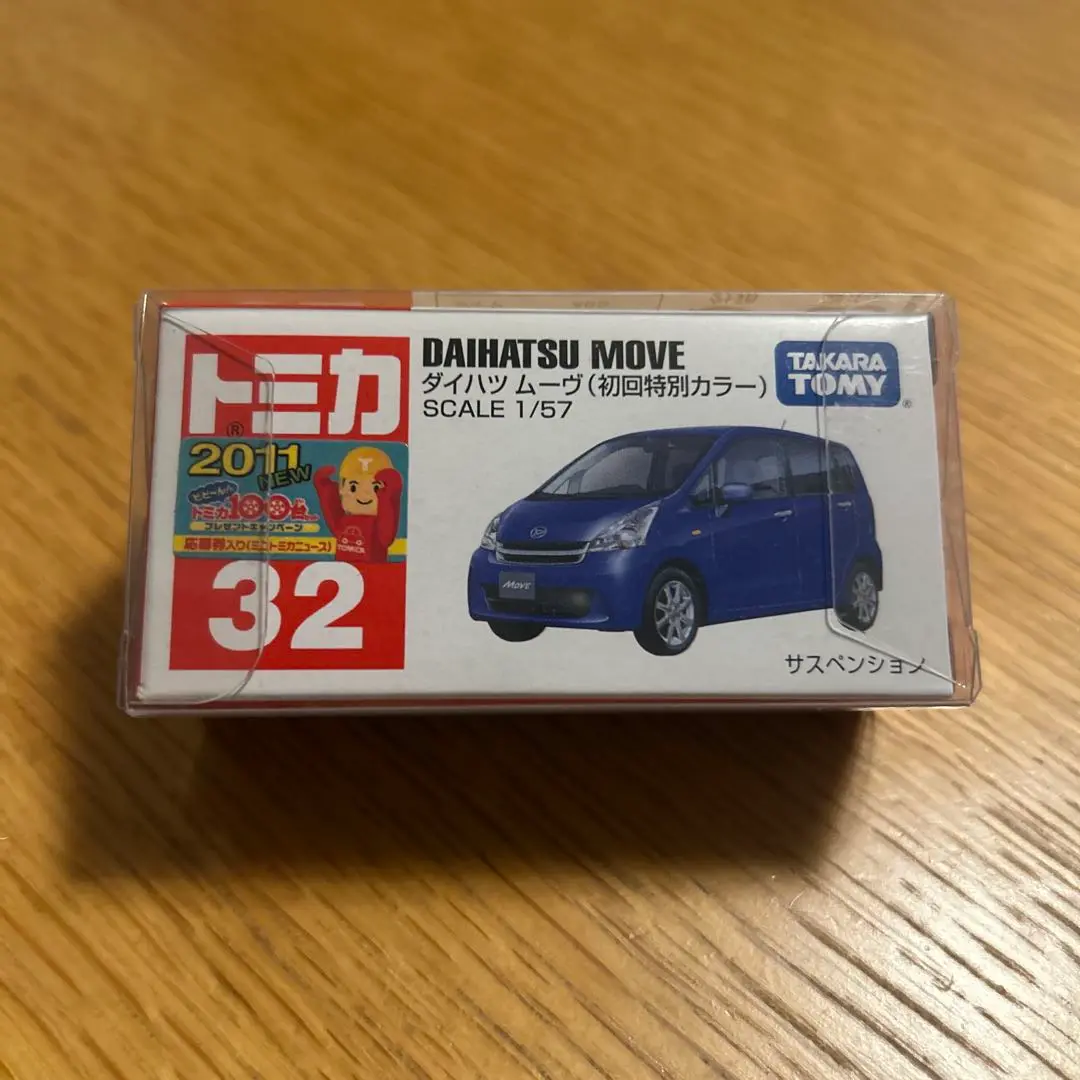 トミカ
®
2011
NEW
トミカ100台
プレゼントキャンペーン
応募券入り(ミニトミカニュース)
T
TOMICA
32
DAIHATSU MOVE
ダイハツ ムーヴ(初回特別カラー)
SCALE 1/57
TAKARA
TOMY
®
MOVE
サスペンション